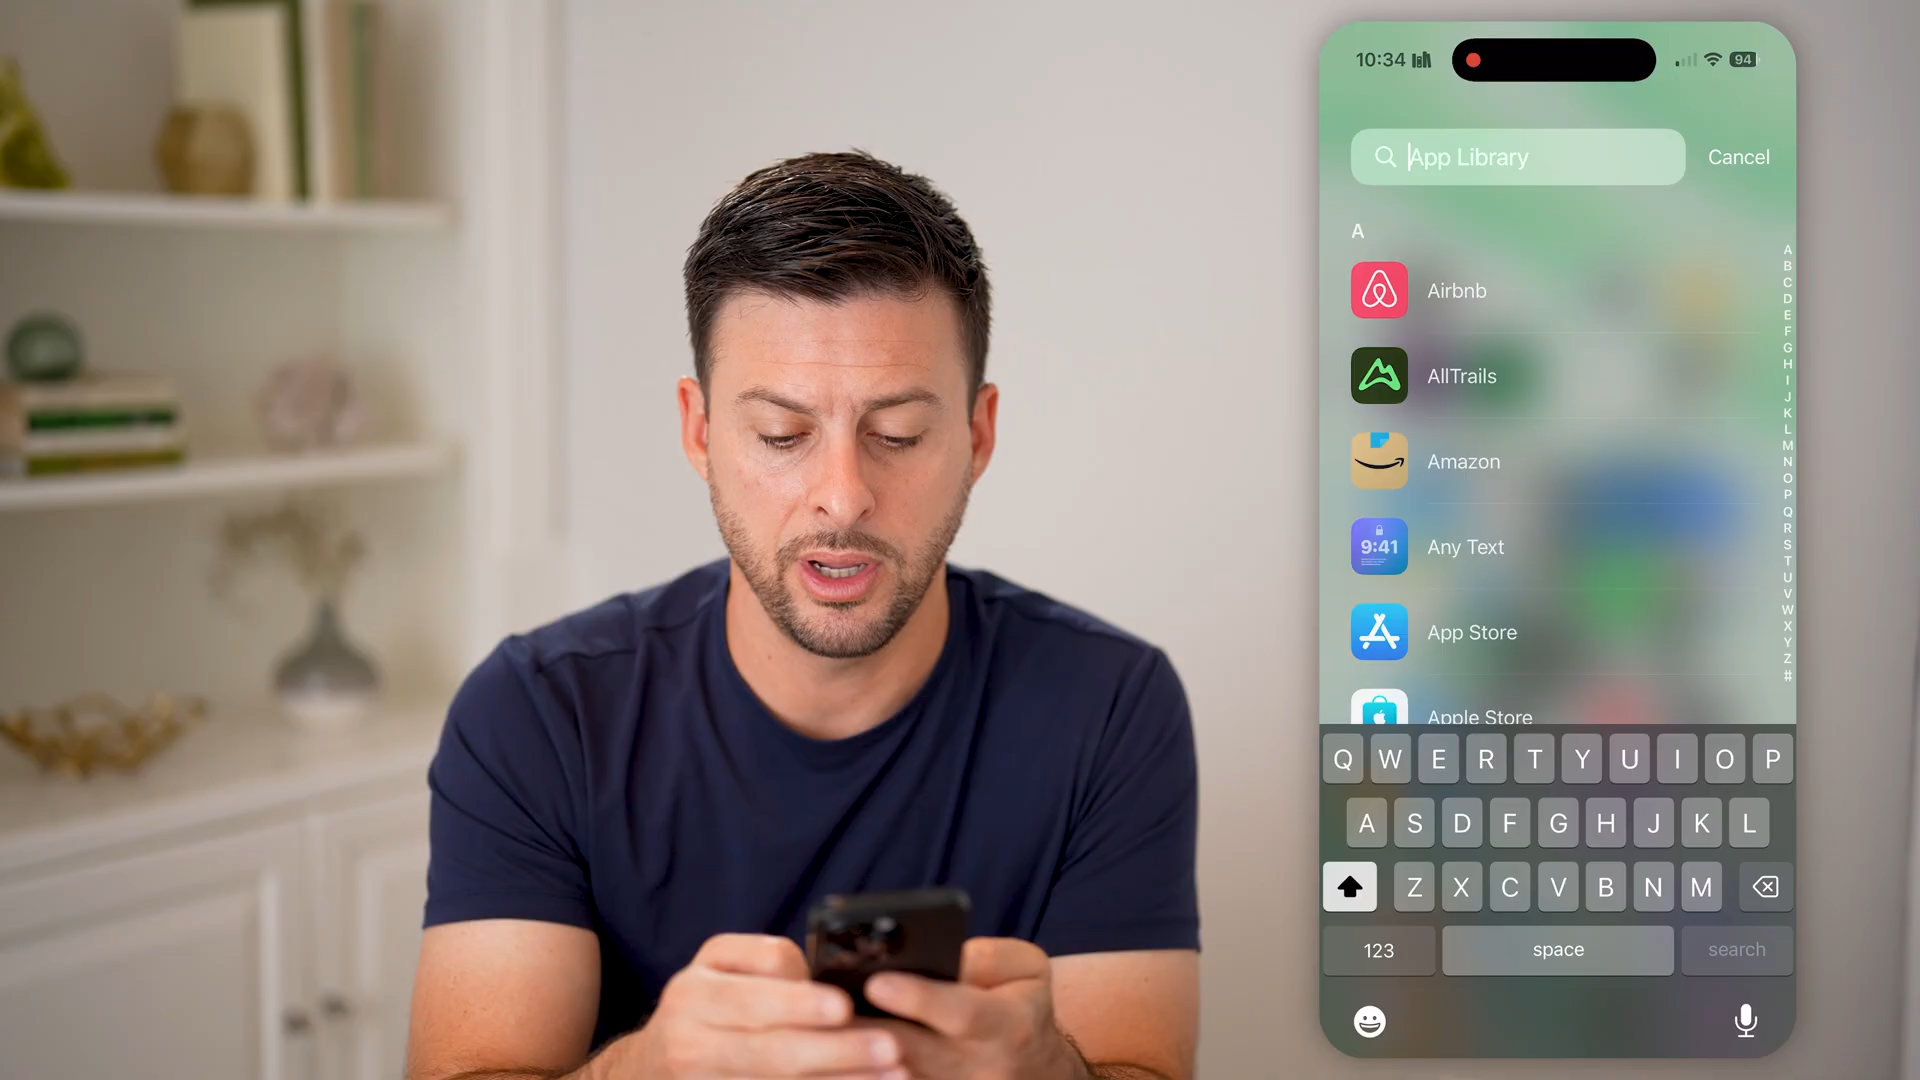 10:34
94
App Library
Cancel
A
Airbnb
AllTrails
Amazon
9:41
Any Text
App Store
Apple Store
A
B
C
D
E
F
G
H
I
J
K
L
M
N
O
P
Q
R
S
T
U
V
W
X
Y
Z
#
Q W E R T Y U I O P
A S D F G H J K L
Z X C V B N M
123 space search